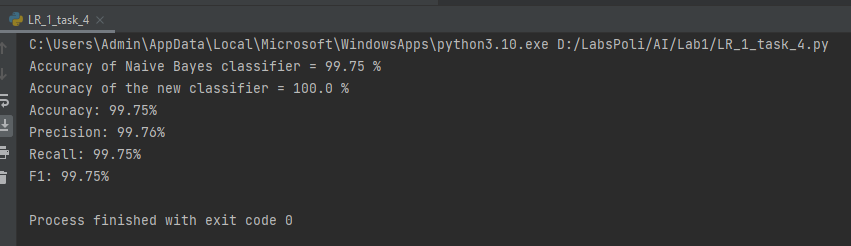 LR_1_task_4
C:\Users\Admin\AppData\Local\Microsoft\WindowsApps\python3.10.exe D:/LabsPoli/AI/Lab1/LR_1_task_4.py
Accuracy of Naive Bayes classifier = 99.75 %
Accuracy of the new classifier = 100.0 %
Accuracy: 99.75%
Precision: 99.76%
Recall: 99.75%
F1: 99.75%
Process finished with exit code 0